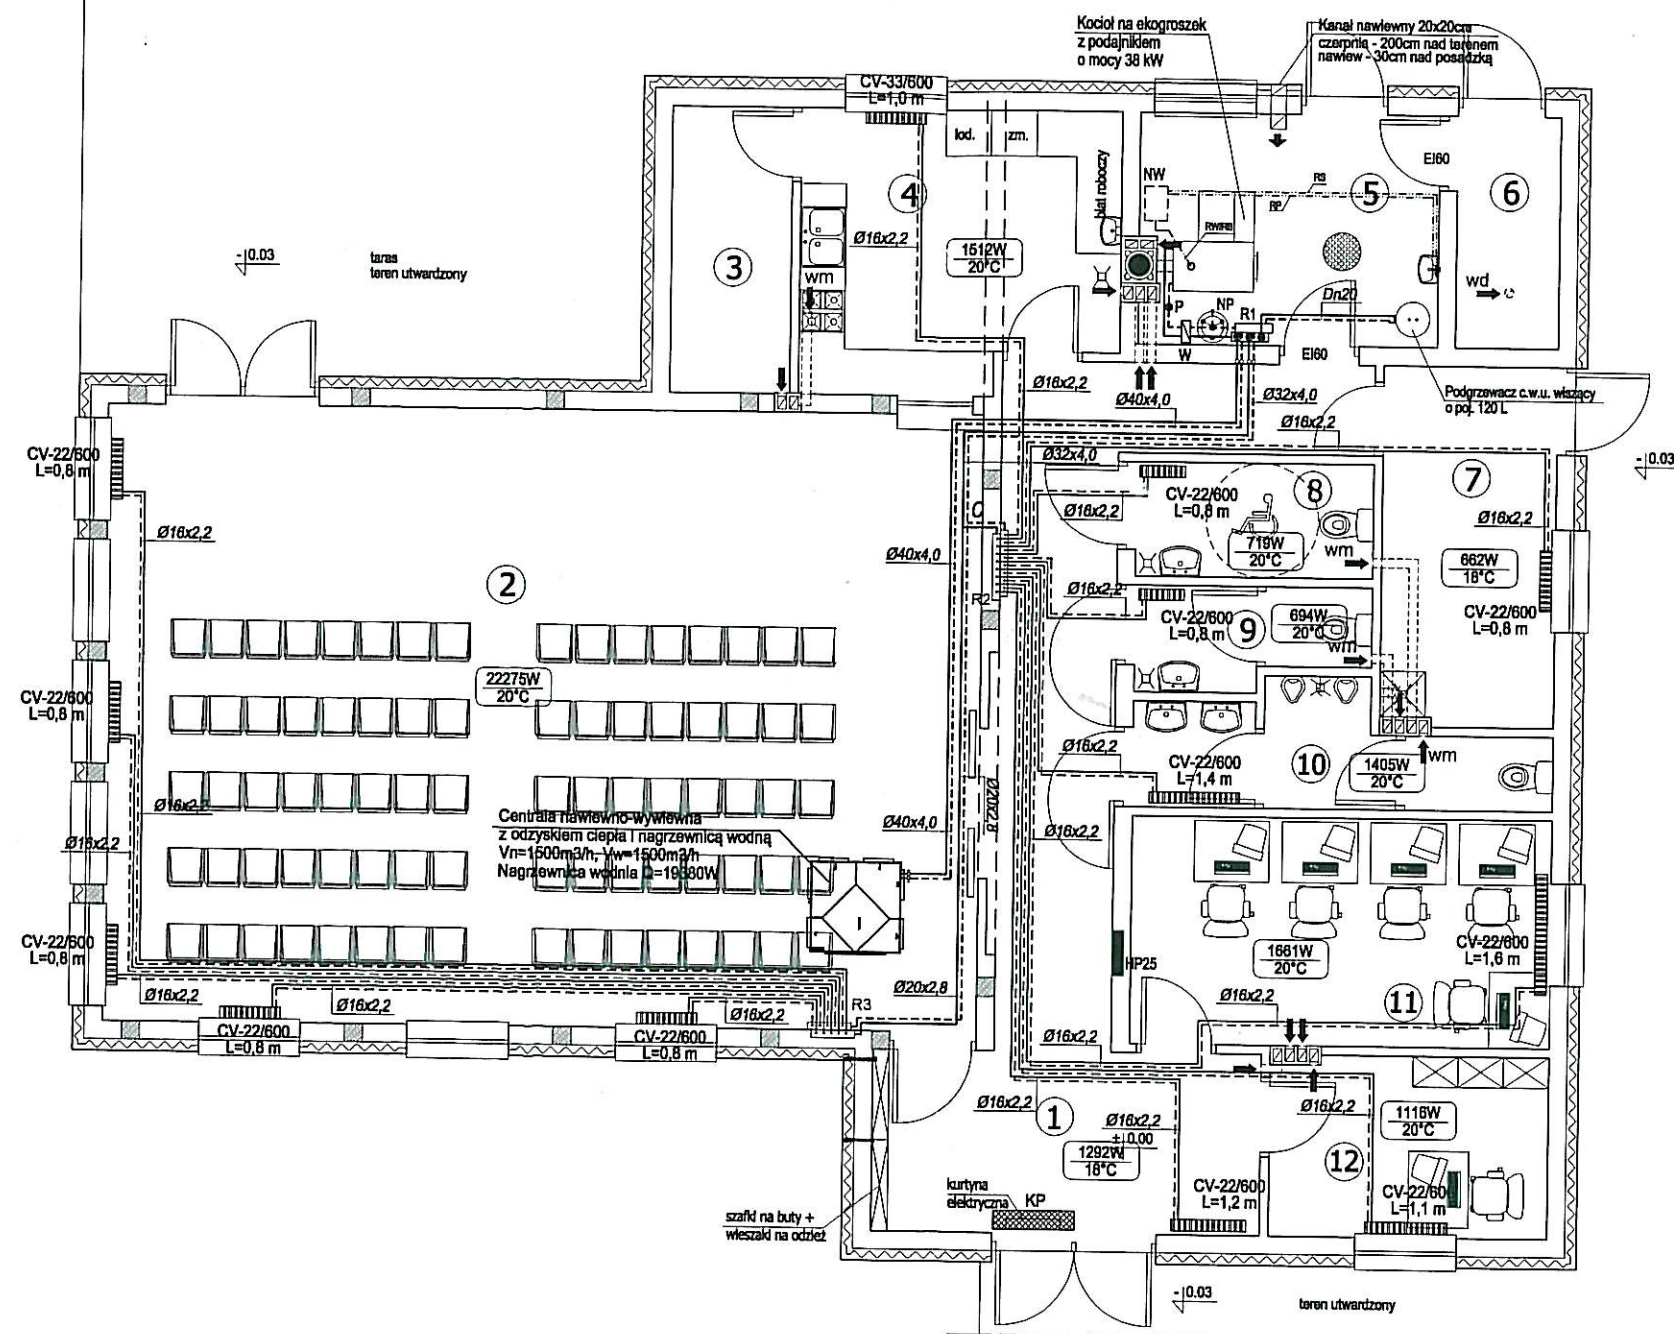 Kocioł na ekogroszek
z podajnikiem
o mocy 38 kW
Kanał nawiewny 20x20cm
czerpnia - 200cm nad terenem
nawiew - 30cm nad posadzką
CV-33/600
L=1,0 m
lod.
zm.
blat roboczy
NW
RS
RP
RWRB
EI60
3
4
5
6
Ø16x2,2
1512W
20°C
wm
wd
P
NP
R1
W
Dn20
EI60
Podgrzewacz c.w.u. wiszący
o poj. 120 L
-0.03
taras
teren utwardzony
Ø16x2,2
Ø40x4,0
Ø32x4,0
Ø16x2,2
-0.03
CV-22/600
L=0,8 m
Ø16x2,2
2
Ø40x4,0
Ø32x4,0
Ø16x2,2
CV-22/600
L=0,8 m
8
719W
20°C
wm
7
Ø16x2,2
662W
18°C
CV-22/600
L=0,8 m
R2
Ø16x2,2
CV-22/600
L=0,8 m
9
694W
20°C
wm
22275W
20°C
CV-22/600
L=0,8 m
Ø16x2,2
CV-22/600
L=1,4 m
10
1405W
20°C
wm
Ø16x2,2
Ø16x2,2
Centrala nawiewno-wywiewna
z odzyskiem ciepła i nagrzewnicą wodną
Vn=1500m3/h, Vw=1500m3/h
Nagrzewnica wodnia Q=19380W
Ø40x4,0
Ø20x2,8
Ø16x2,2
CV-22/600
L=0,8 m
HP25
1661W
20°C
CV-22/600
L=1,6 m
Ø16x2,2
11
Ø16x2,2
Ø16x2,2
Ø16x2,2
Ø20x2,8
R3
CV-22/600
L=0,8 m
CV-22/600
L=0,8 m
Ø16x2,2
Ø16x2,2
1
Ø16x2,2
± 0,00
1292W
18°C
Ø16x2,2
1116W
20°C
12
kurtyna
elektryczna
KP
CV-22/600
L=1,2 m
CV-22/600
L=1,1 m
szafki na buty +
wieszaki na odzież
-0.03
teren utwardzony